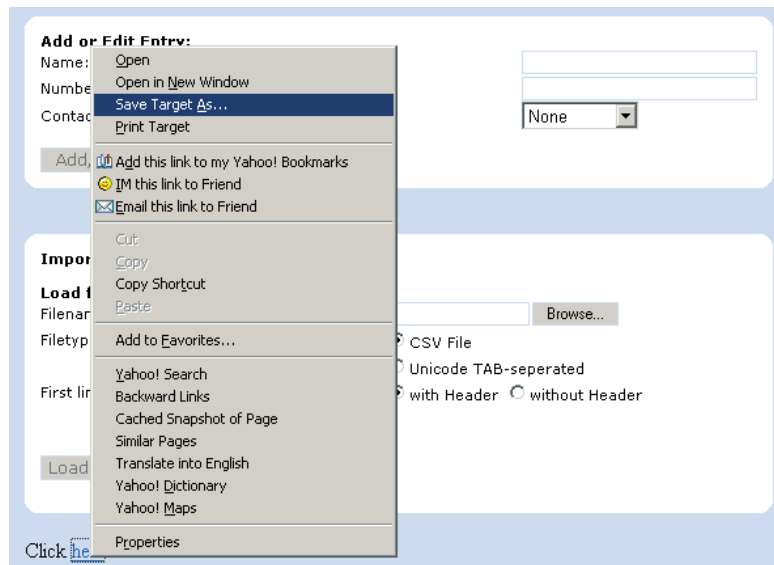 Add or Edit Entry:
Name:
Open
Open in New Window
Numbe
Save Target As...
Contac
None
Print Target
Add,
Add this link to my Yahoo! Bookmarks
IM this link to Friend
Email this link to Friend
Cut
Impor
Copy
Copy Shortcut
Load f
Paste
Filenar
Browse...
Filetyp
Add to Favorites...
CSV File
Unicode TAB-seperated
Yahoo! Search
First lin
Backward Links
with Header
without Header
Cached Snapshot of Page
Similar Pages
Load
Translate into English
Yahoo! Dictionary
Yahoo! Maps
Properties
Click he